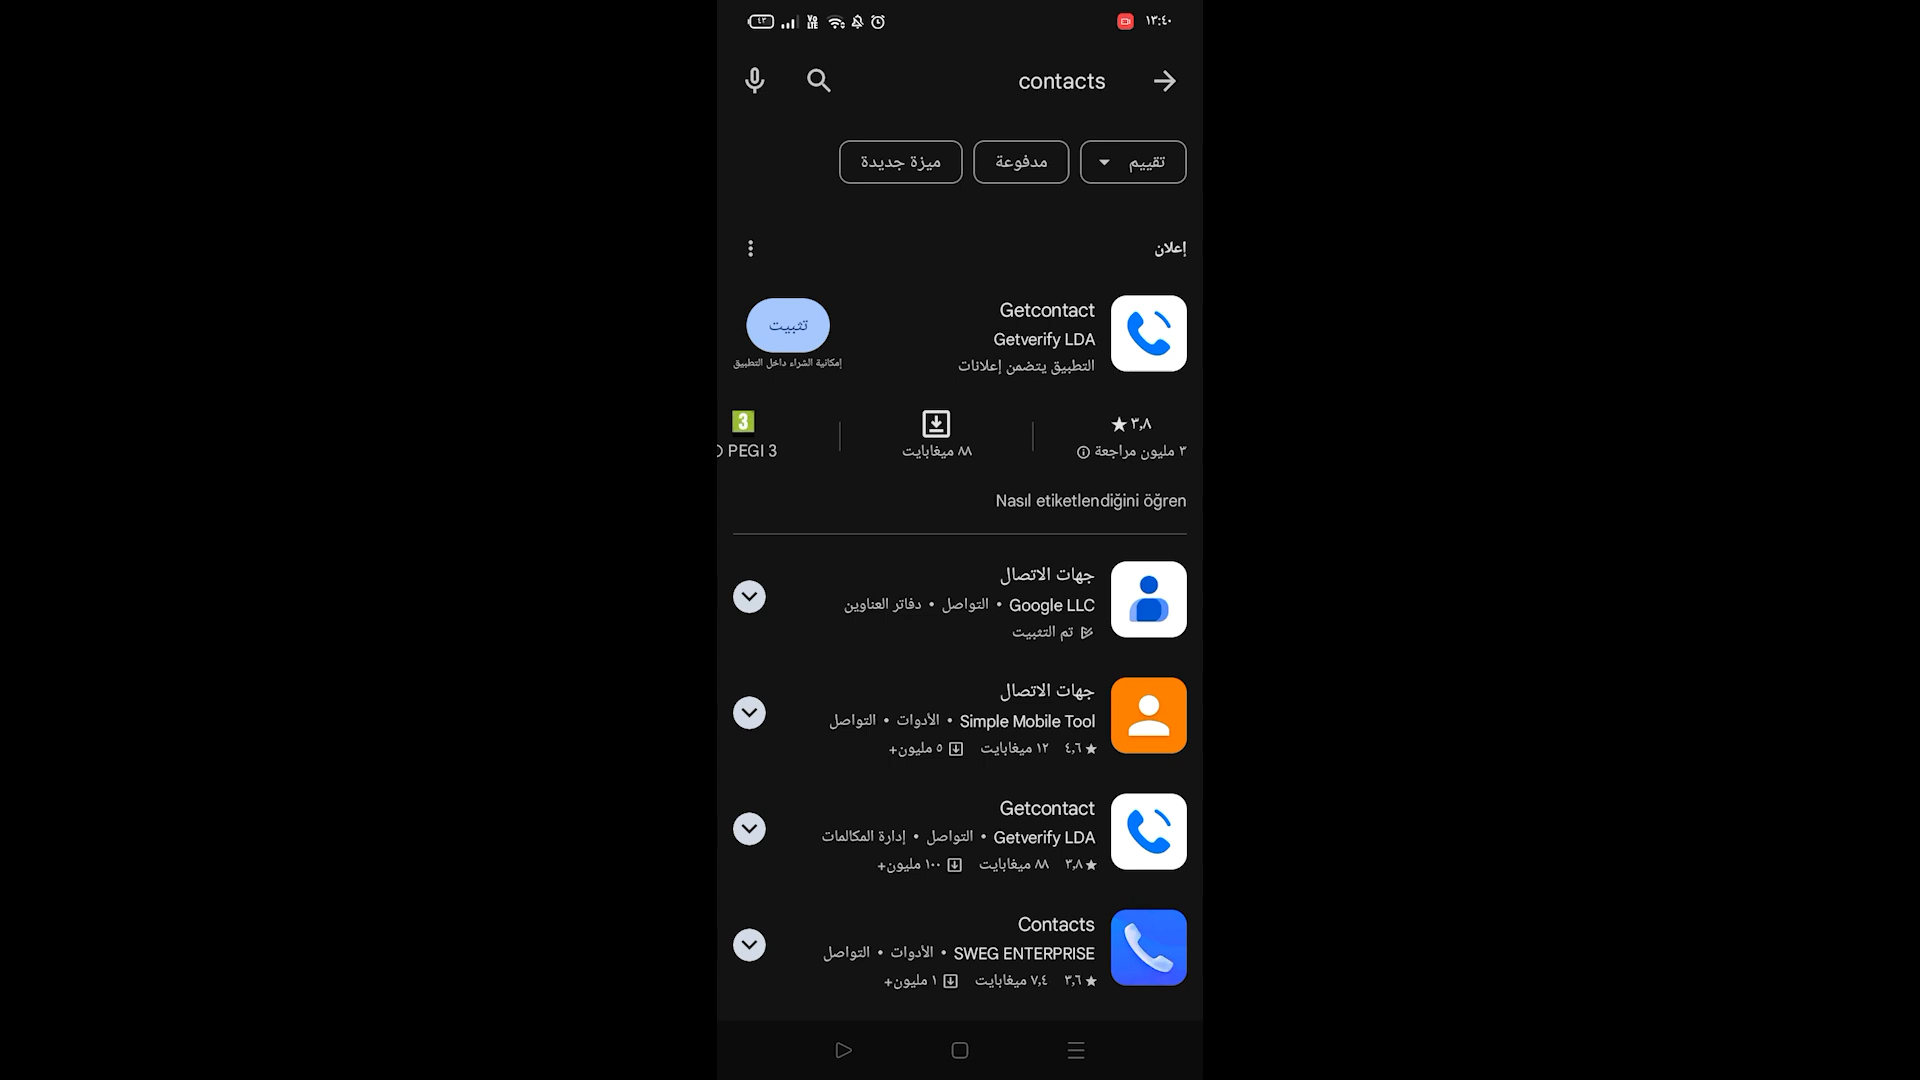 ١٣:٤٠
٤٣
VoLTE
contacts
تقييم
مدفوعة
ميزة جديدة
إعلان
Getcontact
Getverify LDA
التطبيق يتضمن إعلانات
تثبيت
إمكانية الشراء داخل التطبيق
٣,٨
٣ مليون مراجعة
٨٨ ميغابايت
3
PEGI 3
Nasıl etiketlendiğini öğren
جهات الاتصال
Google LLC • التواصل • دفاتر العناوين
تم التثبيت
جهات الاتصال
Simple Mobile Tool • الأدوات • التواصل
٤,٦ ١٢ ميغابايت ٥ مليون+
Getcontact
Getverify LDA • التواصل • إدارة المكالمات
٣,٨ ٨٨ ميغابايت ١٠٠ مليون+
Contacts
SWEG ENTERPRISE • الأدوات • التواصل
٣,٦ ٧,٤ ميغابايت ١ مليون+